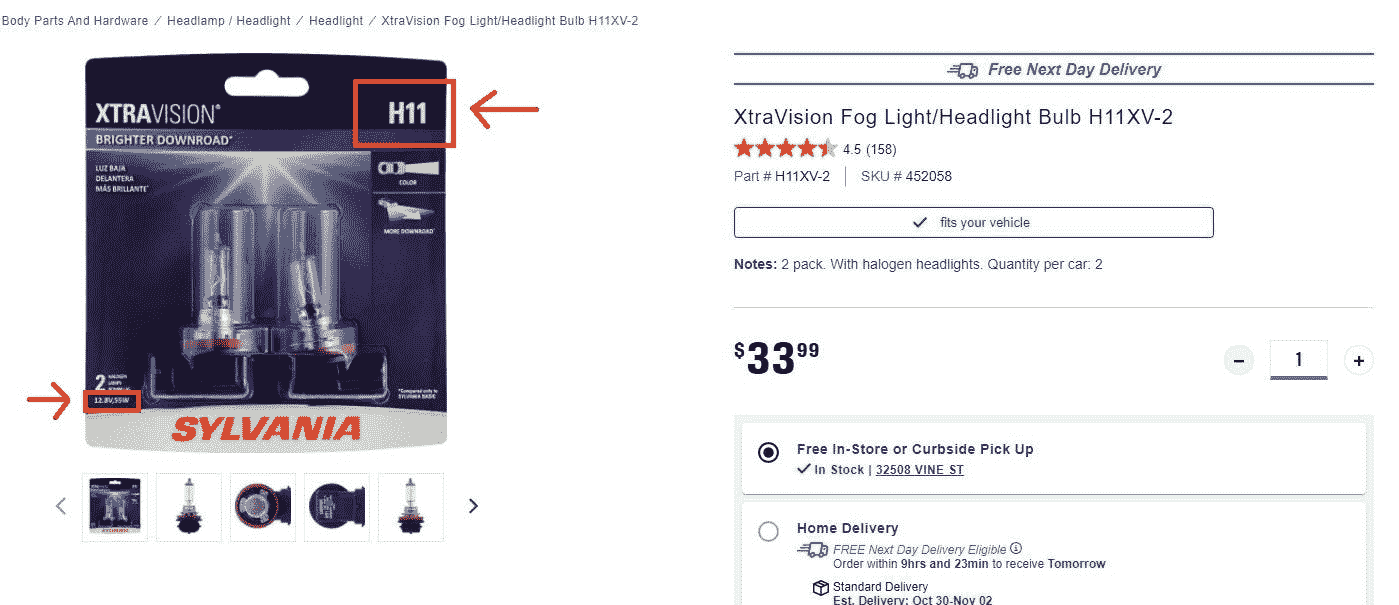 Body Parts And Hardware / Headlamp / Headlight / Headlight / XtraVision Fog Light/Headlight Bulb H11XV-2
XTRAVISION®
H11
BRIGHTER DOWNROAD*
LUZ BAJA
DELANTERA
MÁS BRILLANTE*
COLOR
MORE DOWNROAD*
2
12.8V,55W
*Compared only to
SYLVANIA BASIC
SYLVANIA
Free Next Day Delivery
XtraVision Fog Light/Headlight Bulb H11XV-2
4.5 (158)
Part # H11XV-2 | SKU # 452058
fits your vehicle
Notes: 2 pack. With halogen headlights. Quantity per car: 2
$33 99
- 1 +
Free In-Store or Curbside Pick Up
In Stock | 32508 VINE ST
Home Delivery
FREE Next Day Delivery Eligible
Order within 9hrs and 23min to receive Tomorrow
Standard Delivery
Est. Delivery: Oct 30-Nov 02